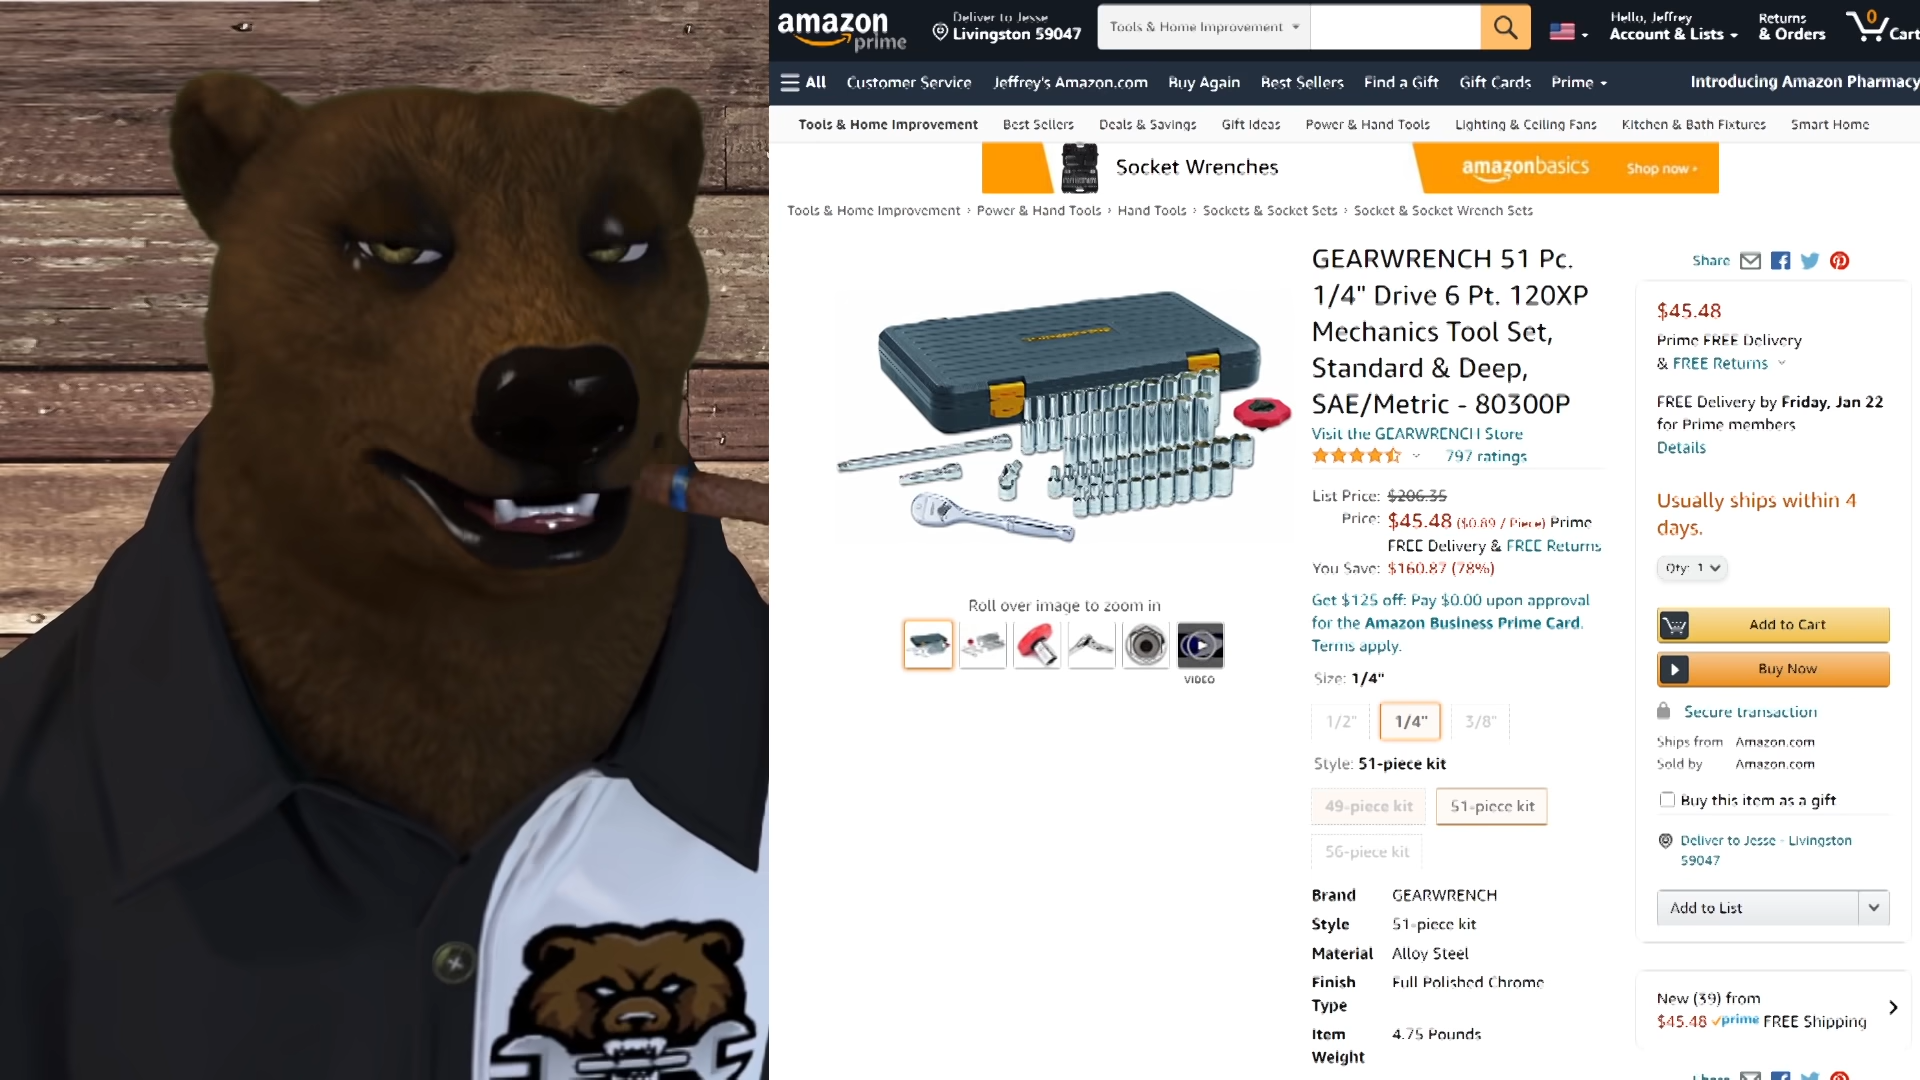 amazon
prime
Deliver to Jesse
Livingston 59047
Tools & Home Improvement
Hello, Jeffrey
Account & Lists
Returns
& Orders
0
Cart
All
Customer Service
Jeffrey's Amazon.com
Buy Again
Best Sellers
Find a Gift
Gift Cards
Prime
Introducing Amazon Pharmacy
Tools & Home Improvement
Best Sellers
Deals & Savings
Gift Ideas
Power & Hand Tools
Lighting & Ceiling Fans
Kitchen & Bath Fixtures
Smart Home
Socket Wrenches
amazonbasics
Shop now ›
Tools & Home Improvement › Power & Hand Tools › Hand Tools › Sockets & Socket Sets › Socket & Socket Wrench Sets
Roll over image to zoom in
VIDEO
GEARWRENCH 51 Pc.
1/4" Drive 6 Pt. 120XP
Mechanics Tool Set,
Standard & Deep,
SAE/Metric - 80300P
Visit the GEARWRENCH Store
797 ratings
List Price: $206.35
Price: $45.48 ($0.89 / Piece) Prime
FREE Delivery & FREE Returns
You Save: $160.87 (78%)
Get $125 off: Pay $0.00 upon approval
for the Amazon Business Prime Card.
Terms apply.
Size: 1/4"
1/2"
1/4"
3/8"
Style: 51-piece kit
49-piece kit
51-piece kit
56-piece kit
Brand GEARWRENCH
Style 51-piece kit
Material Alloy Steel
Finish Full Polished Chrome
Type
Item 4.75 Pounds
Weight
Share
$45.48
Prime FREE Delivery
& FREE Returns
FREE Delivery by Friday, Jan 22
for Prime members
Details
Usually ships within 4
days.
Qty: 1
Add to Cart
Buy Now
Secure transaction
Ships from Amazon.com
Sold by Amazon.com
Buy this item as a gift
Deliver to Jesse - Livingston
59047
Add to List
New (39) from
$45.48 prime FREE Shipping
Share